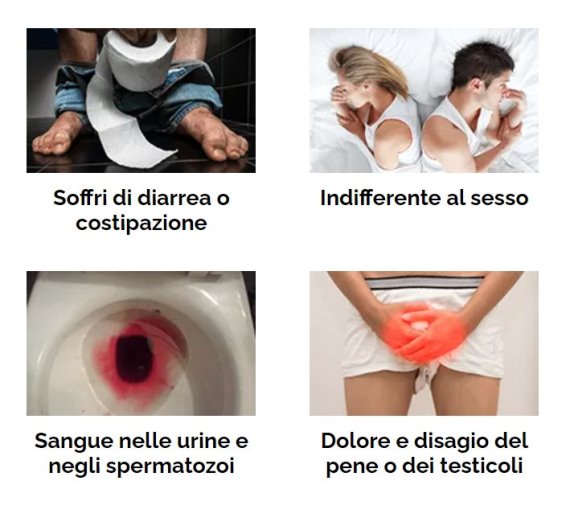 Soffri di diarrea o
costipazione
Indifferente al sesso
Sangue nelle urine e
negli spermatozoi
Dolore e disagio del
pene o dei testicoli